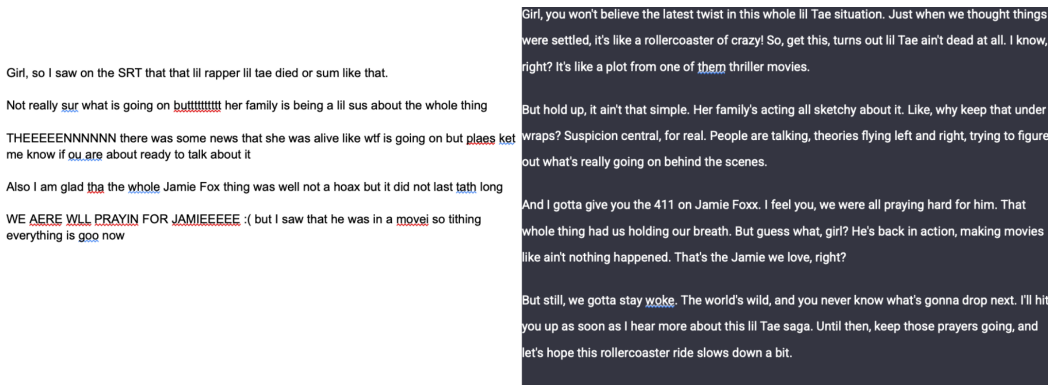 Girl, so I saw on the SRT that that lil rapper lil tae died or sum like that.
Not really sur what is going on buttttttttttt her family is being a lil sus about the whole thing
THEEEEENNNNNN there was some news that she was alive like wtf is going on but plaes ket
me know if ou are about ready to talk about it
Also I am glad tha the whole Jamie Fox thing was well not a hoax but it did not last tath long
WE AERE WLL PRAYIN FOR JAMIEEEEE :( but I saw that he was in a movei so tithing
everything is goo now
Girl, you won't believe the latest twist in this whole lil Tae situation. Just when we thought things
were settled, it's like a rollercoaster of crazy! So, get this, turns out lil Tae ain't dead at all. I know,
right? It's like a plot from one of them thriller movies.
But hold up, it ain't that simple. Her family's acting all sketchy about it. Like, why keep that under
wraps? Suspicion central, for real. People are talking, theories flying left and right, trying to figure
out what's really going on behind the scenes.
And I gotta give you the 411 on Jamie Foxx. I feel you, we were all praying hard for him. That
whole thing had us holding our breath. But guess what, girl? He's back in action, making movies
like ain't nothing happened. That's the Jamie we love, right?
But still, we gotta stay woke. The world's wild, and you never know what's gonna drop next. I'll hit
you up as soon as I hear more about this lil Tae saga. Until then, keep those prayers going, and
let's hope this rollercoaster ride slows down a bit.